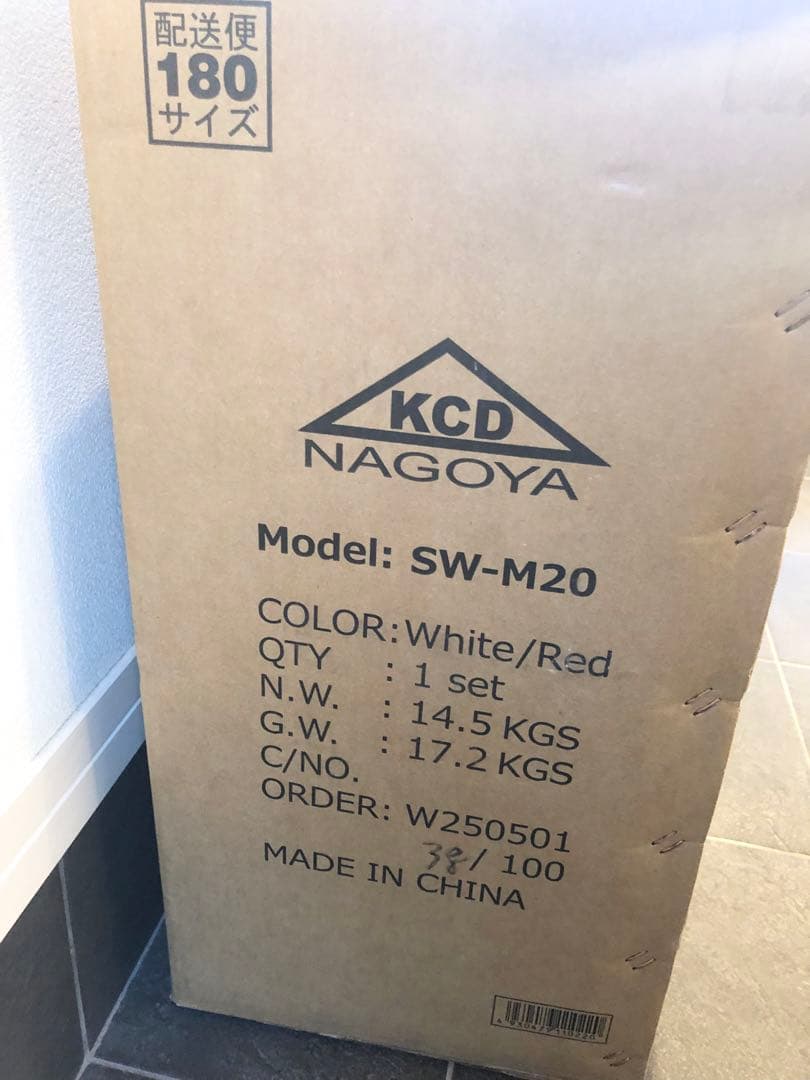 配送便
180
サイズ
KCD
NAGOYA
Model: SW-M20
COLOR:White/Red
QTY : 1 set
N.W. : 14.5 KGS
G.W. : 17.2 KGS
C/NO.
ORDER: W250501
38/ 100
MADE IN CHINA